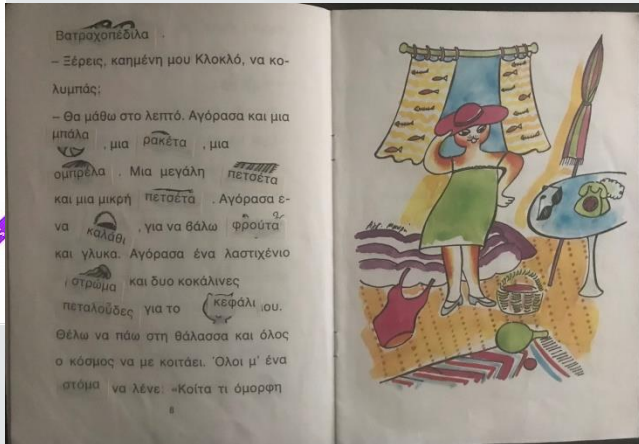 Βατραχοπέδιλα .
– Ξέρεις, καημένη μου Κλοκλό, να κο-
λυμπάς;
– Θα μάθω στο λεπτό. Αγόρασα και μια
μπάλα , μια ρακέτα , μια
ομπρέλα . Μια μεγάλη πετσέτα
και μια μικρή πετσέτα . Αγόρασα έ-
να καλάθι , για να βάλω φρούτα
και γλυκα. Αγόρασα ένα λαστιχένιο
στρώμα και δυο κοκάλινες
πεταλούδες για το κεφάλι μου.
Θέλω να πάω στη θάλασσα και όλος
ο κόσμος να με κοιτάει. Όλοι μ' ένα
στόμα να λένε: «Κοίτα τι όμορφη
8